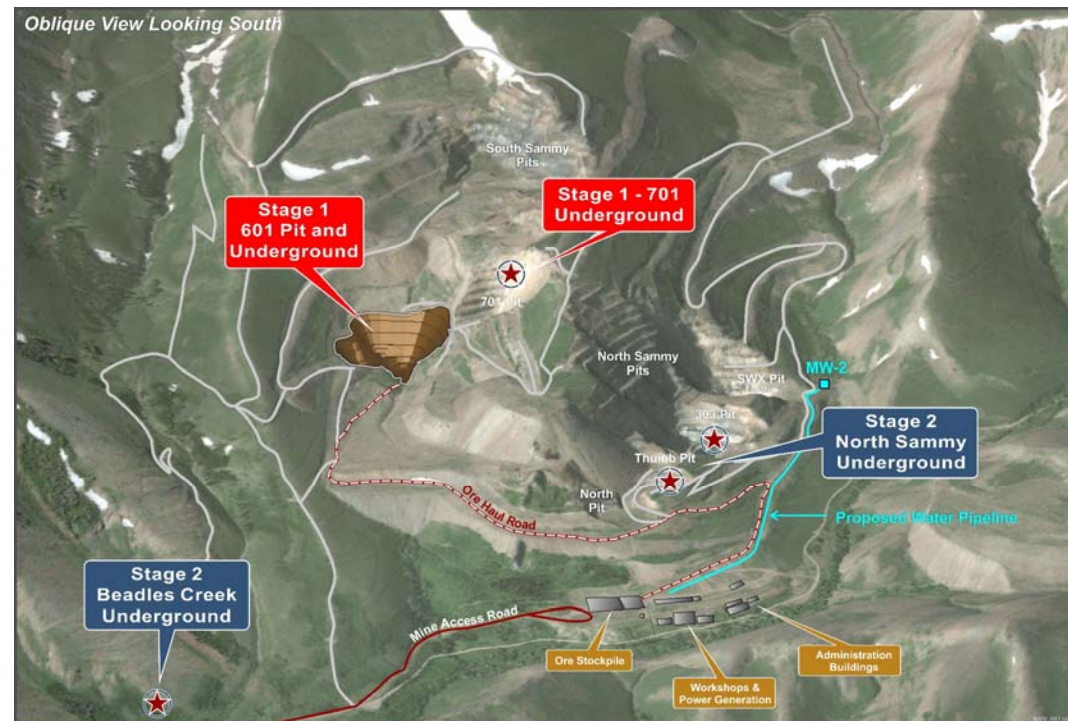 Oblique View Looking South
South Sammy
Pits
Stage 1
601 Pit and
Underground
Stage 1 - 701
Underground
701 Pit
North Sammy
Pits
SWX Pit
MW-2
303 Pit
Stage 2
North Sammy
Underground
Thumb Pit
North
Pit
Ore Haul Road
Proposed Water Pipeline
Stage 2
Beadles Creek
Underground
Mine Access Road
Ore Stockpile
Administration
Buildings
Workshops &
Power Generation